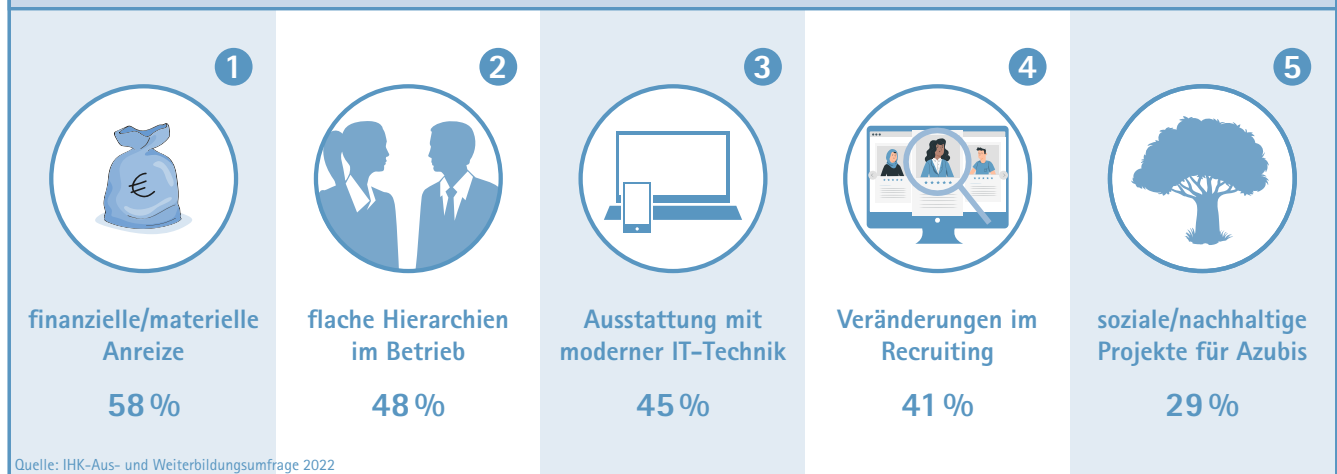 1
2
3
4
5
€
finanzielle/materielle
Anreize
58 %
flache Hierarchien
im Betrieb
48 %
Ausstattung mit
moderner IT-Technik
45 %
Veränderungen im
Recruiting
41 %
soziale/nachhaltige
Projekte für Azubis
29 %
Quelle: IHK-Aus- und Weiterbildungsumfrage 2022